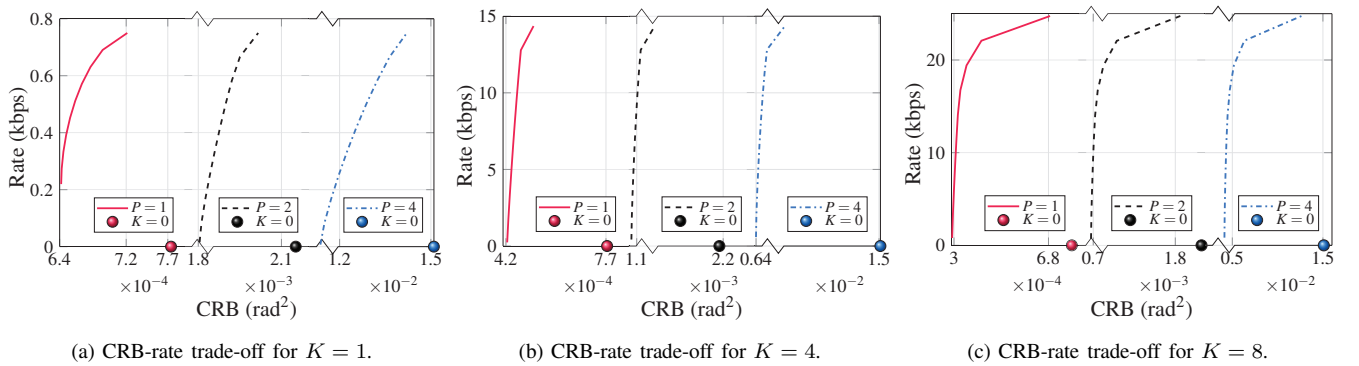 0.8
0.6
0.4
0.2
0
Rate (kbps)
P = 1
K = 0
P = 2
K = 0
P = 4
K = 0
6.4 7.2 7.7 1.8 2.1 1.2 1.5
×10⁻⁴ ×10⁻³ ×10⁻²
CRB (rad²)
(a) CRB-rate trade-off for K = 1.
15
10
5
0
Rate (kbps)
P = 1
K = 0
P = 2
K = 0
P = 4
K = 0
4.2 7.7 1.1 2.2 0.64 1.5
×10⁻⁴ ×10⁻³ ×10⁻²
CRB (rad²)
(b) CRB-rate trade-off for K = 4.
20
10
0
Rate (kbps)
P = 1
K = 0
P = 2
K = 0
P = 4
K = 0
3 6.8 0.7 1.8 0.5 1.5
×10⁻⁴ ×10⁻³ ×10⁻²
CRB (rad²)
(c) CRB-rate trade-off for K = 8.